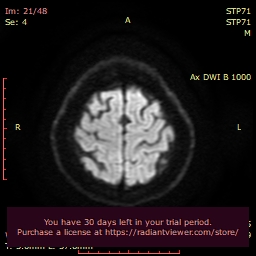 Im: 21/48
STP71
Se: 4
STP71
M
A
Ax DWI B 1000
R
L
You have 30 days left in your trial period.
Purchase a license at https://radiantviewer.com/store/